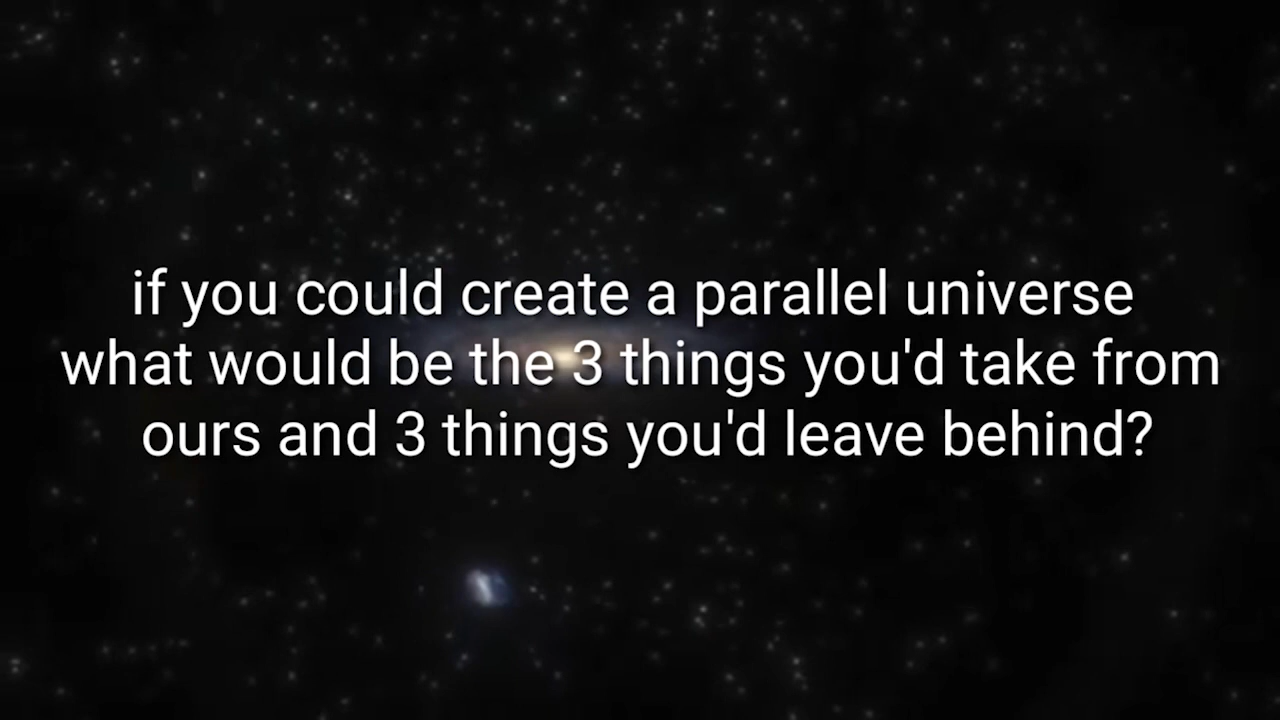 if you could create a parallel universe
what would be the 3 things you'd take from
ours and 3 things you'd leave behind?